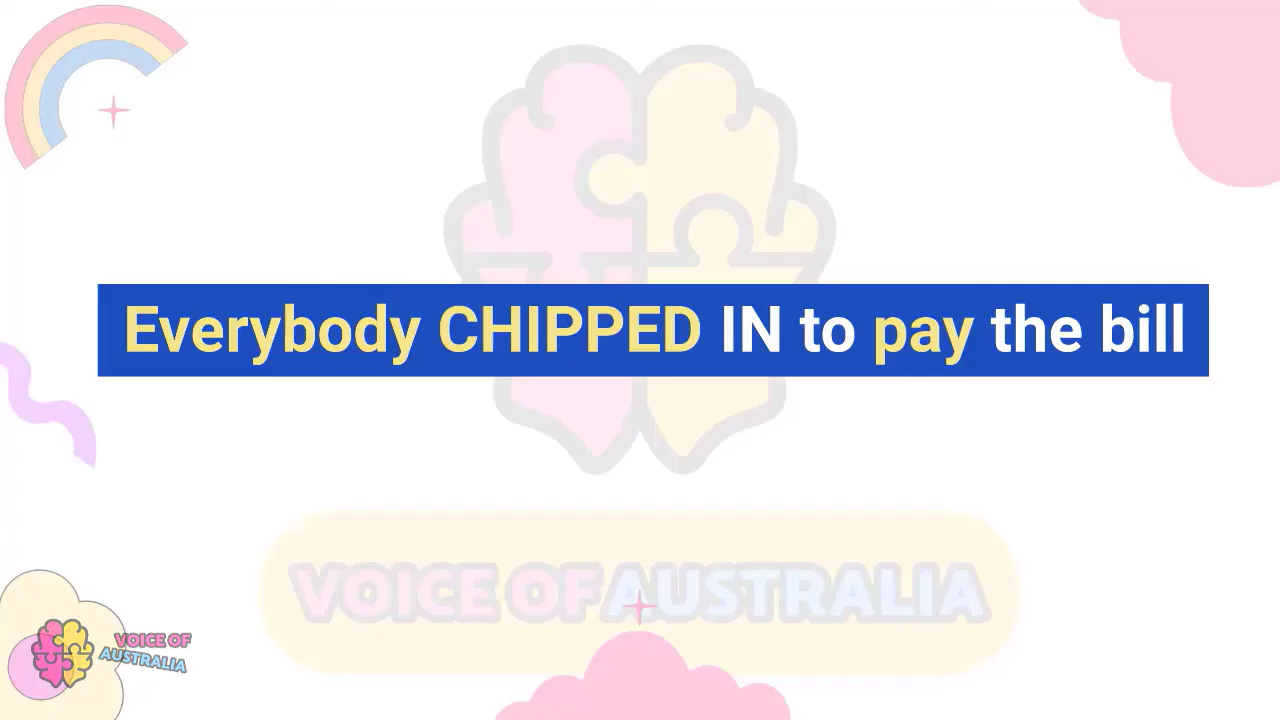 Everybody CHIPPED IN to pay the bill
VOICE OF AUSTRALIA
VOICE OF
AUSTRALIA